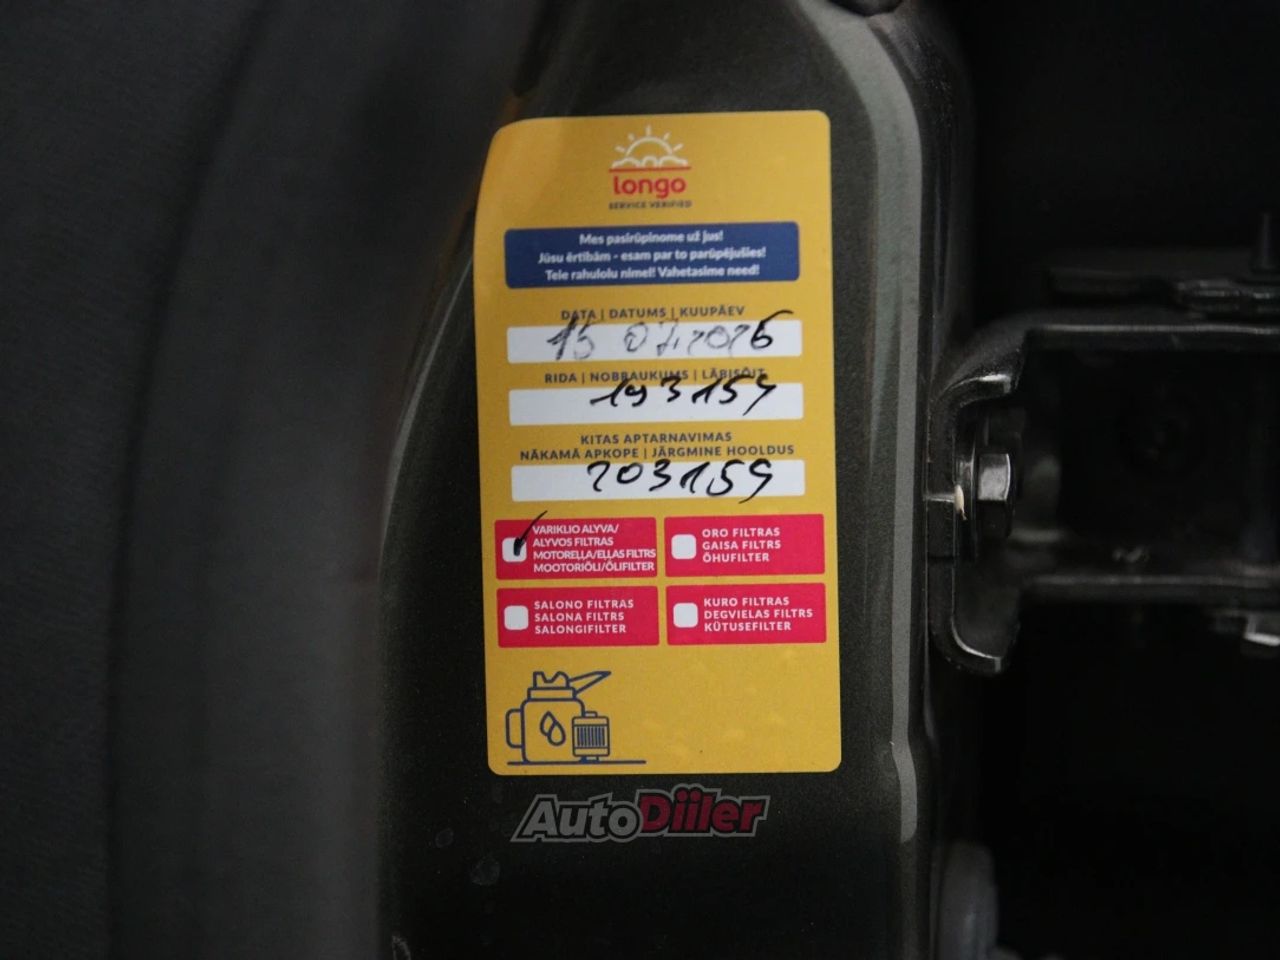 longo
SERVICE VERIFIED
Mes pasirūpinome už jus!
Jūsu ērtībām - esam par to parūpējušies!
Teie rahulolu nimel! Vahetasime need!
DATA | DATUMS | KUUPÄEV
15 07.2026
RIDA | NOBRAUKUMS | LÄBISÕIT
193159
KITAS APTARNAVIMAS
NĀKAMĀ APKOPE | JÄRGMINE HOOLDUS
203159
VARIKLIO ALYVA/
ALYVOS FILTRAS
MOTOREĻĻA/EĻĻAS FILTRS
MOOTORIÕLI/ÕLIFILTER
ORO FILTRAS
GAISA FILTRS
ÕHUFILTER
SALONO FILTRAS
SALONA FILTRS
SALONGIFILTER
KURO FILTRAS
DEGVIELAS FILTRS
KÜTUSEFILTER
AutoDiiler